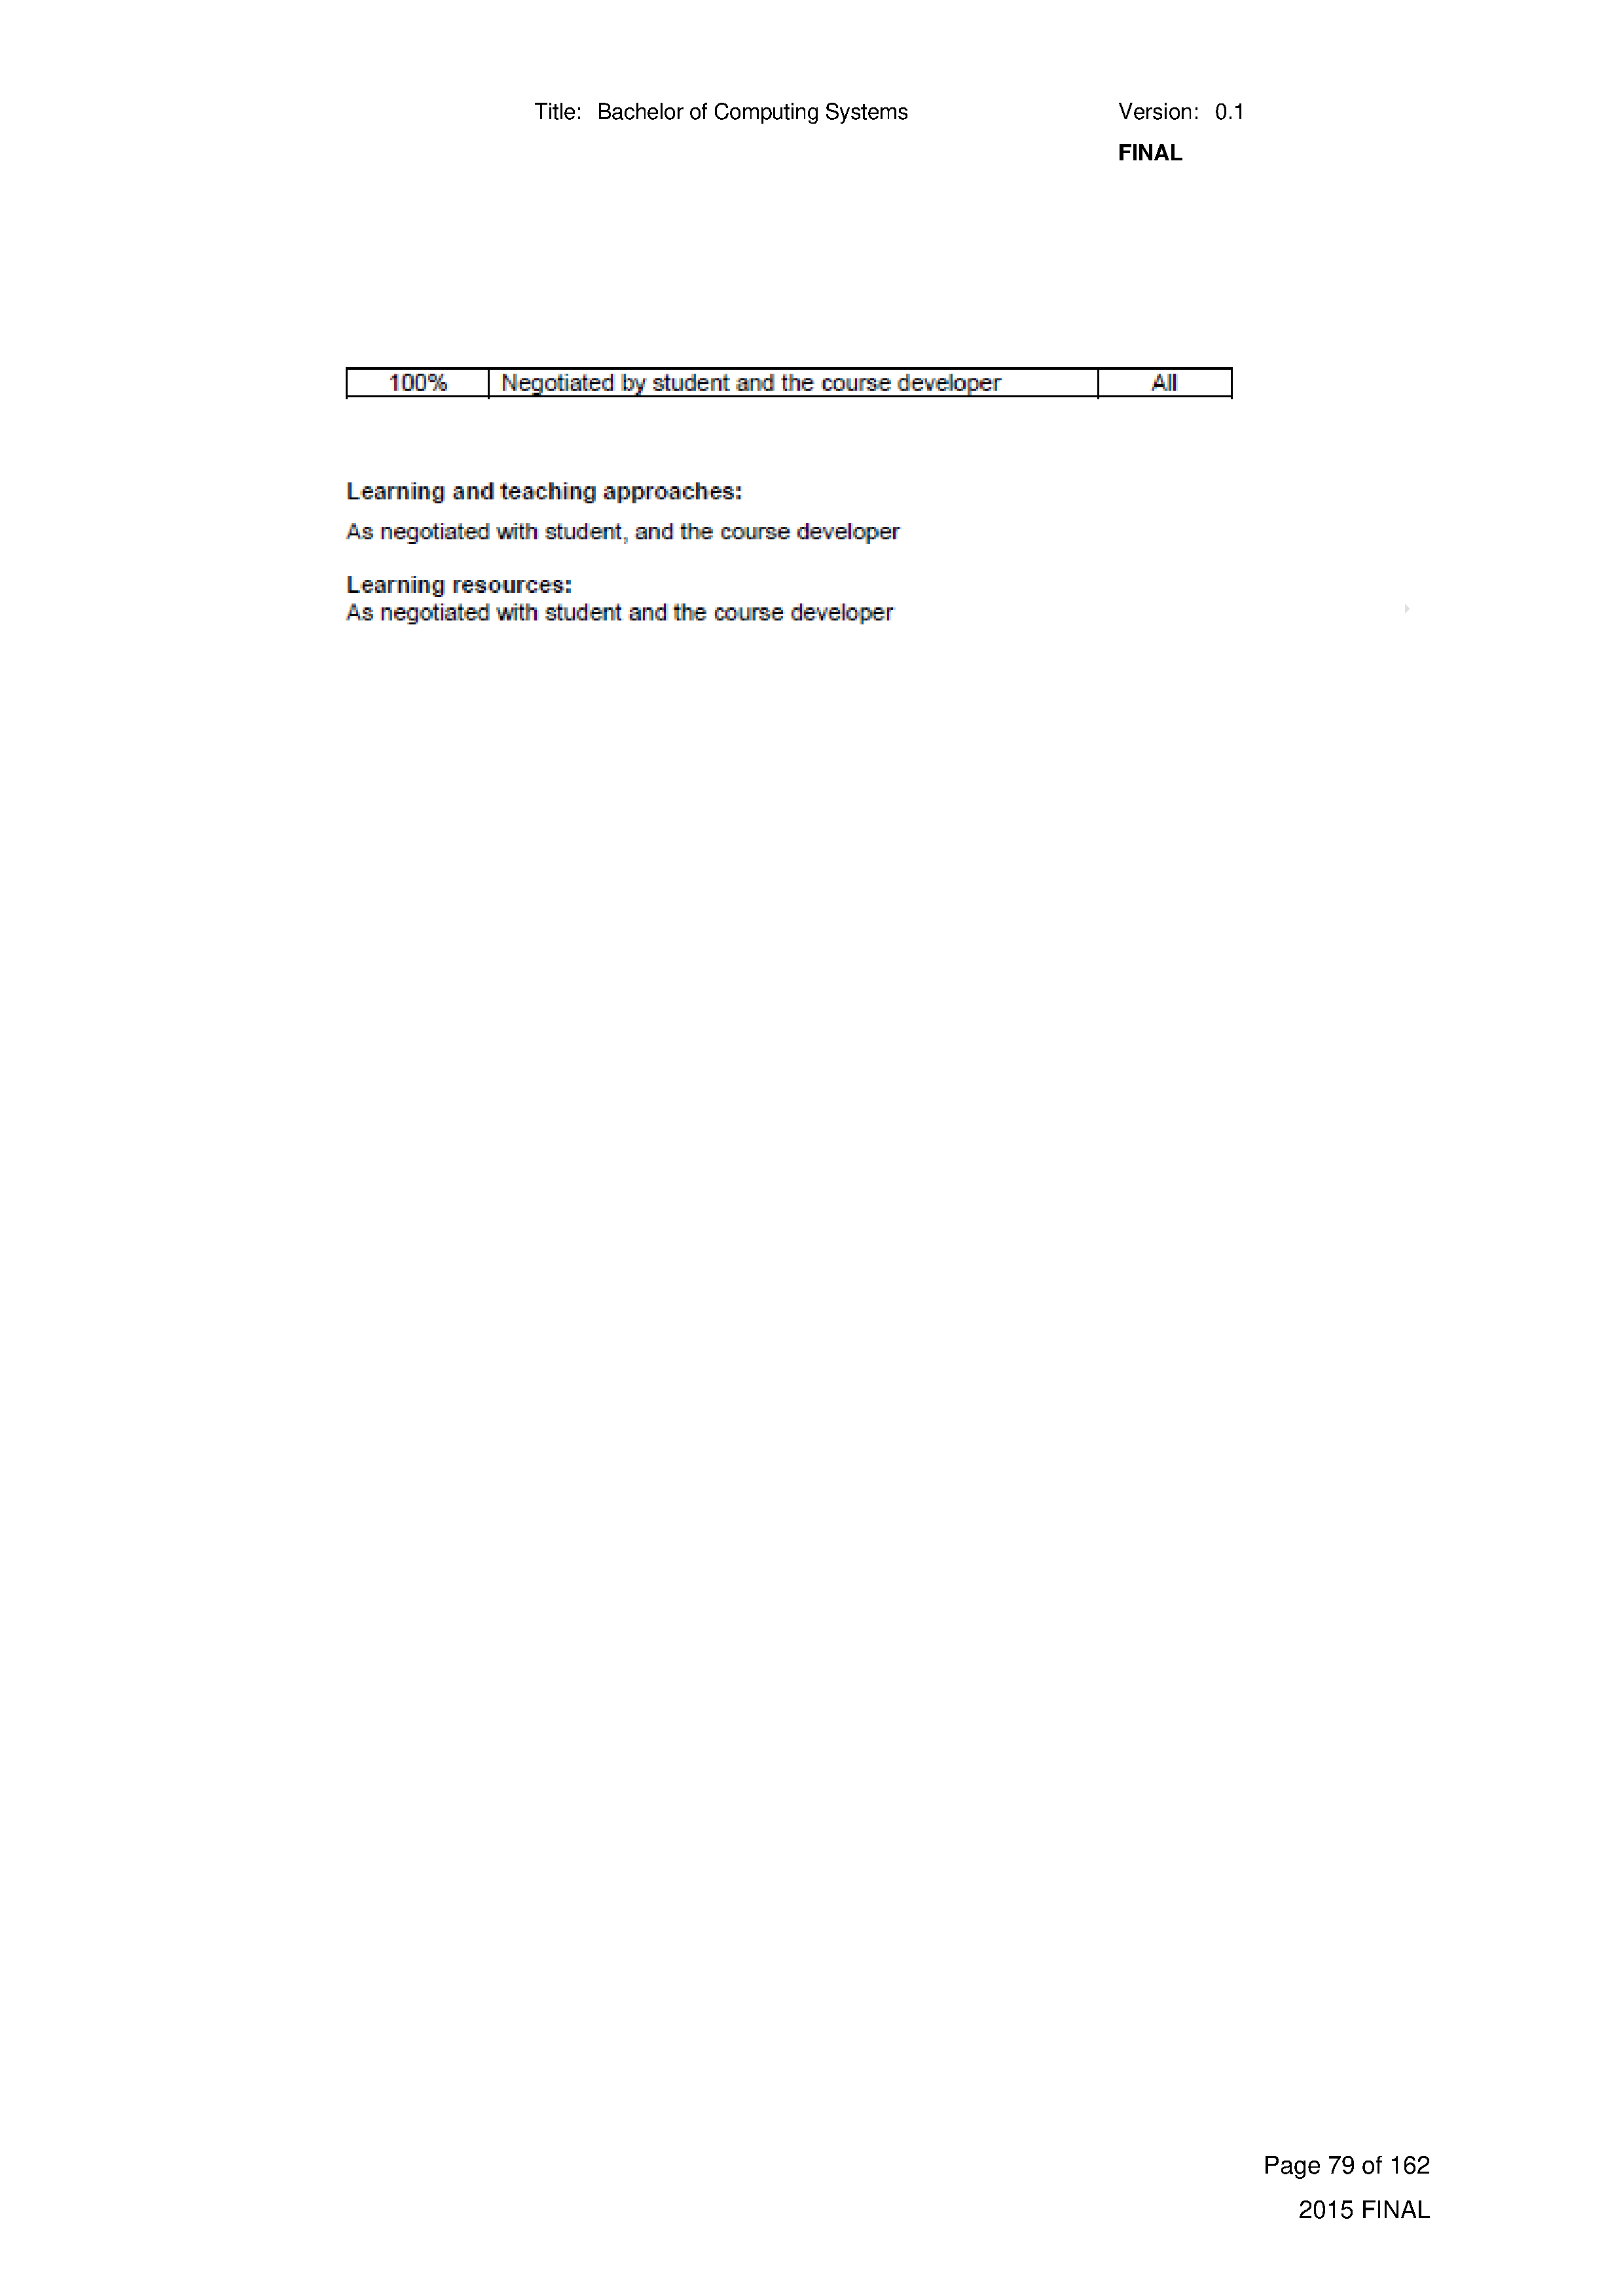 Title: Bachelor of Computing Systems Version: 0.1
FINAL
100% Negotiated by student and the course developer All
Learning and teaching approaches:
As negotiated with student, and the course developer
Learning resources:
As negotiated with student and the course developer
Page 79 of 162
2015 FINAL